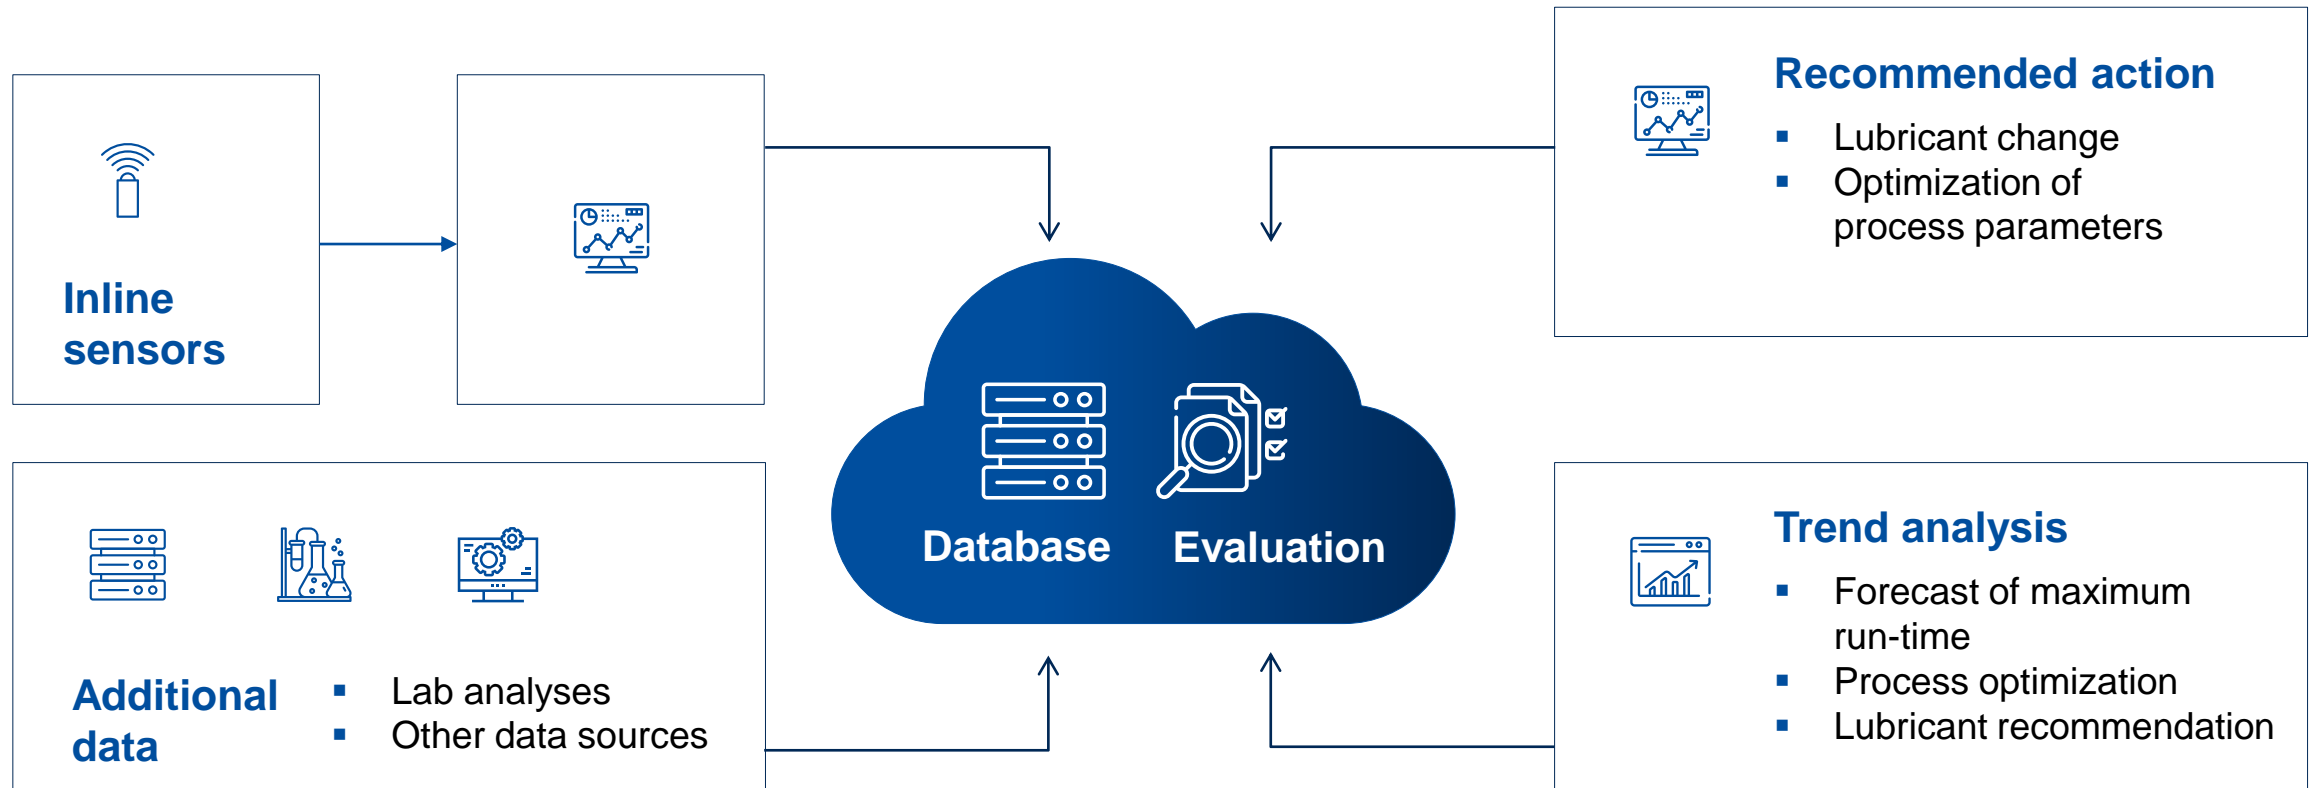 Inline
sensors
Additional
data
▪ Lab analyses
▪ Other data sources
Database
Evaluation
Recommended action
▪ Lubricant change
▪ Optimization of
process parameters
Trend analysis
▪ Forecast of maximum
run-time
▪ Process optimization
▪ Lubricant recommendation